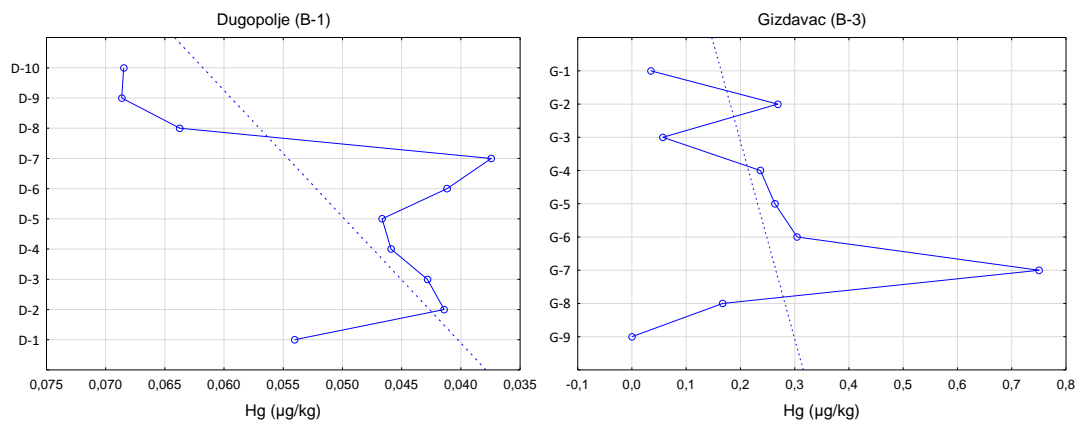 Dugopolje (B-1)
D-10
D-9
D-8
D-7
D-6
D-5
D-4
D-3
D-2
D-1
0,075 0,070 0,065 0,060 0,055 0,050 0,045 0,040 0,035
Hg (µg/kg)
Gizdavac (B-3)
G-1
G-2
G-3
G-4
G-5
G-6
G-7
G-8
G-9
-0,1 0,0 0,1 0,2 0,3 0,4 0,5 0,6 0,7 0,8
Hg (µg/kg)